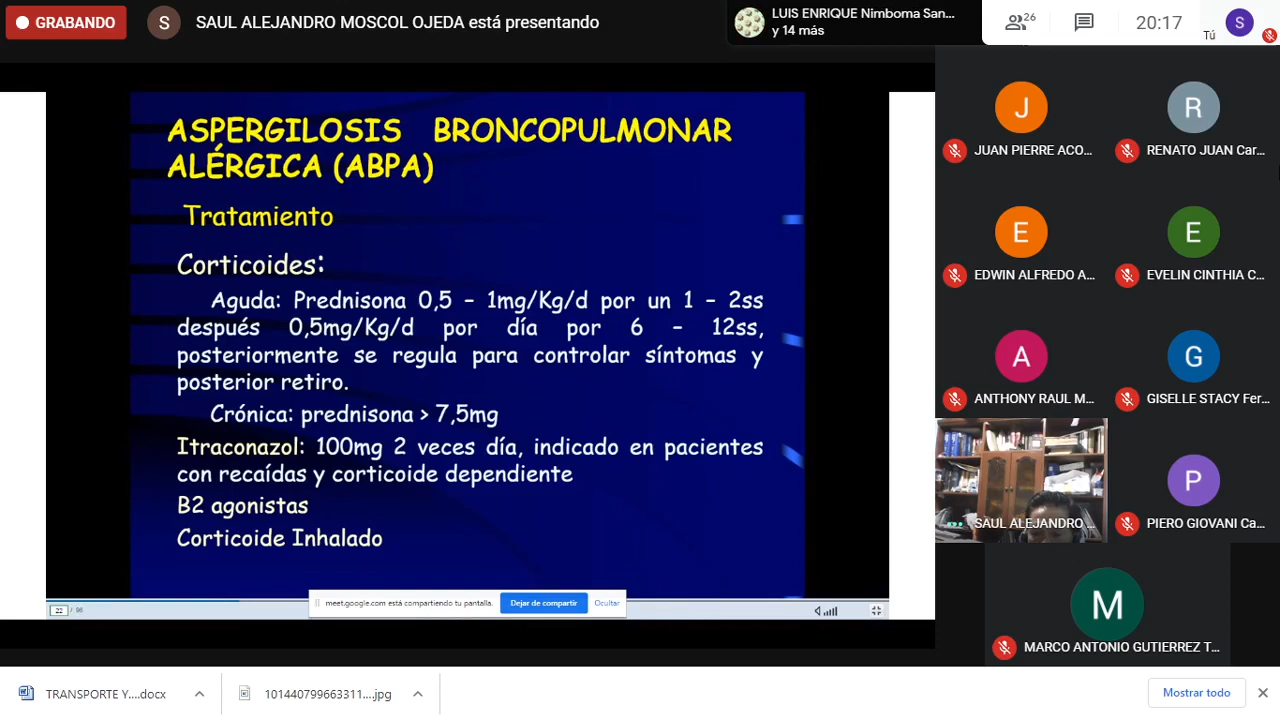 GRABANDO
S
SAUL ALEJANDRO MOSCOL OJEDA está presentando
LUIS ENRIQUE Nimboma San...
y 14 más
26
20:17
Tú
S
ASPERGILOSIS BRONCOPULMONAR
ALÉRGICA (ABPA)
Tratamiento
Corticoides:
Aguda: Prednisona 0,5 – 1mg/Kg/d por un 1 – 2ss
después 0,5mg/Kg/d por día por 6 – 12ss,
posteriormente se regula para controlar síntomas y
posterior retiro.
Crónica: prednisona > 7,5mg
Itraconazol: 100mg 2 veces día, indicado en pacientes
con recaídas y corticoide dependiente
B2 agonistas
Corticoide Inhalado
meet.google.com está compartiendo tu pantalla.
Dejar de compartir
Ocultar
22
J
JUAN PIERRE ACO...
R
RENATO JUAN Car...
E
EDWIN ALFREDO A...
E
EVELIN CINTHIA C...
A
ANTHONY RAUL M...
G
GISELLE STACY Fer...
SAUL ALEJANDRO ...
P
PIERO GIOVANI Ca...
M
MARCO ANTONIO GUTIERREZ T...
TRANSPORTE Y....docx
101440799663311....jpg
Mostrar todo